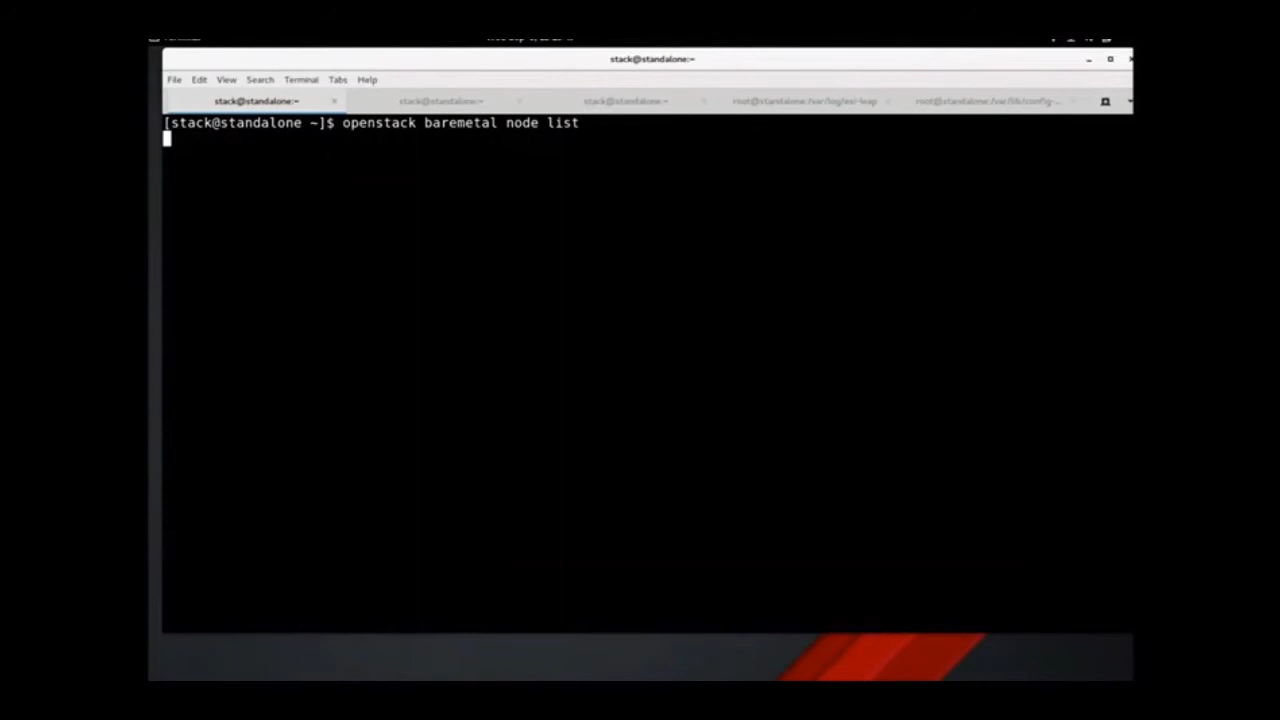 stack@standalone:~
File Edit View Search Terminal Tabs Help
stack@standalone:~ × stack@standalone:~ stack@standalone:~ root@standalone:/var/log/esi-leap root@standalone:/var/lib/config-...
[stack@standalone ~]$ openstack baremetal node list